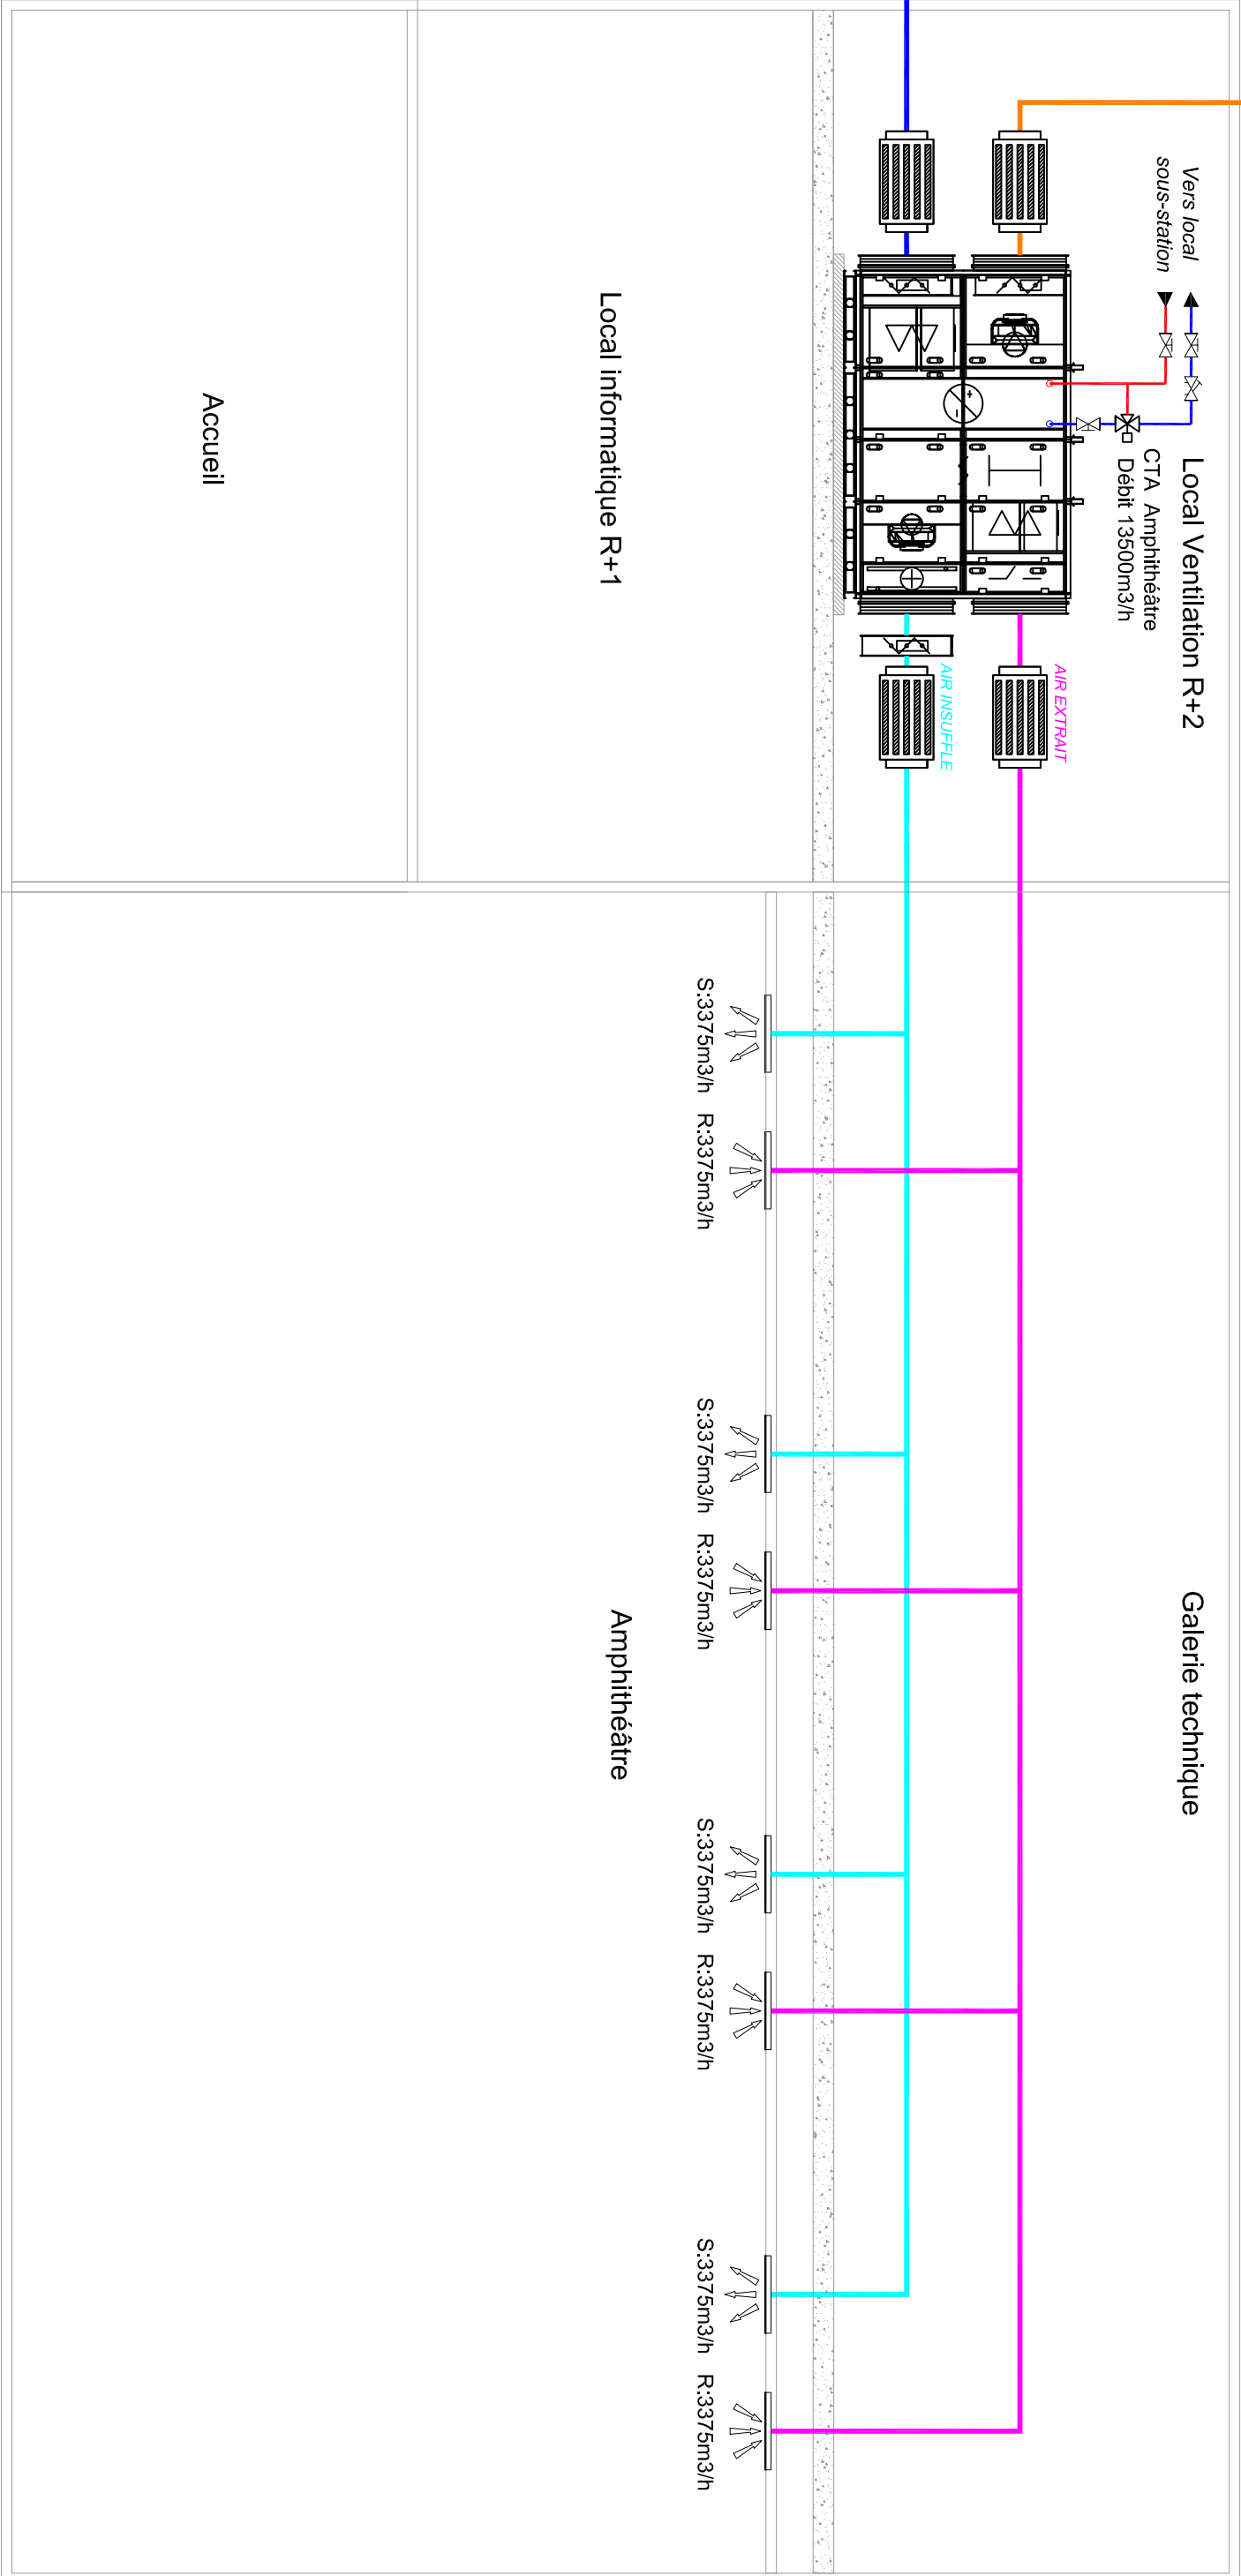 Vers local
sous-station
Local Ventilation R+2
CTA Amphithéâtre
Débit 13500m3/h
AIR EXTRAIT
AIR INSUFFLE
Galerie technique
Local informatique R+1
Accueil
S:3375m3/h R:3375m3/h
S:3375m3/h R:3375m3/h
S:3375m3/h R:3375m3/h
S:3375m3/h R:3375m3/h
Amphithéâtre